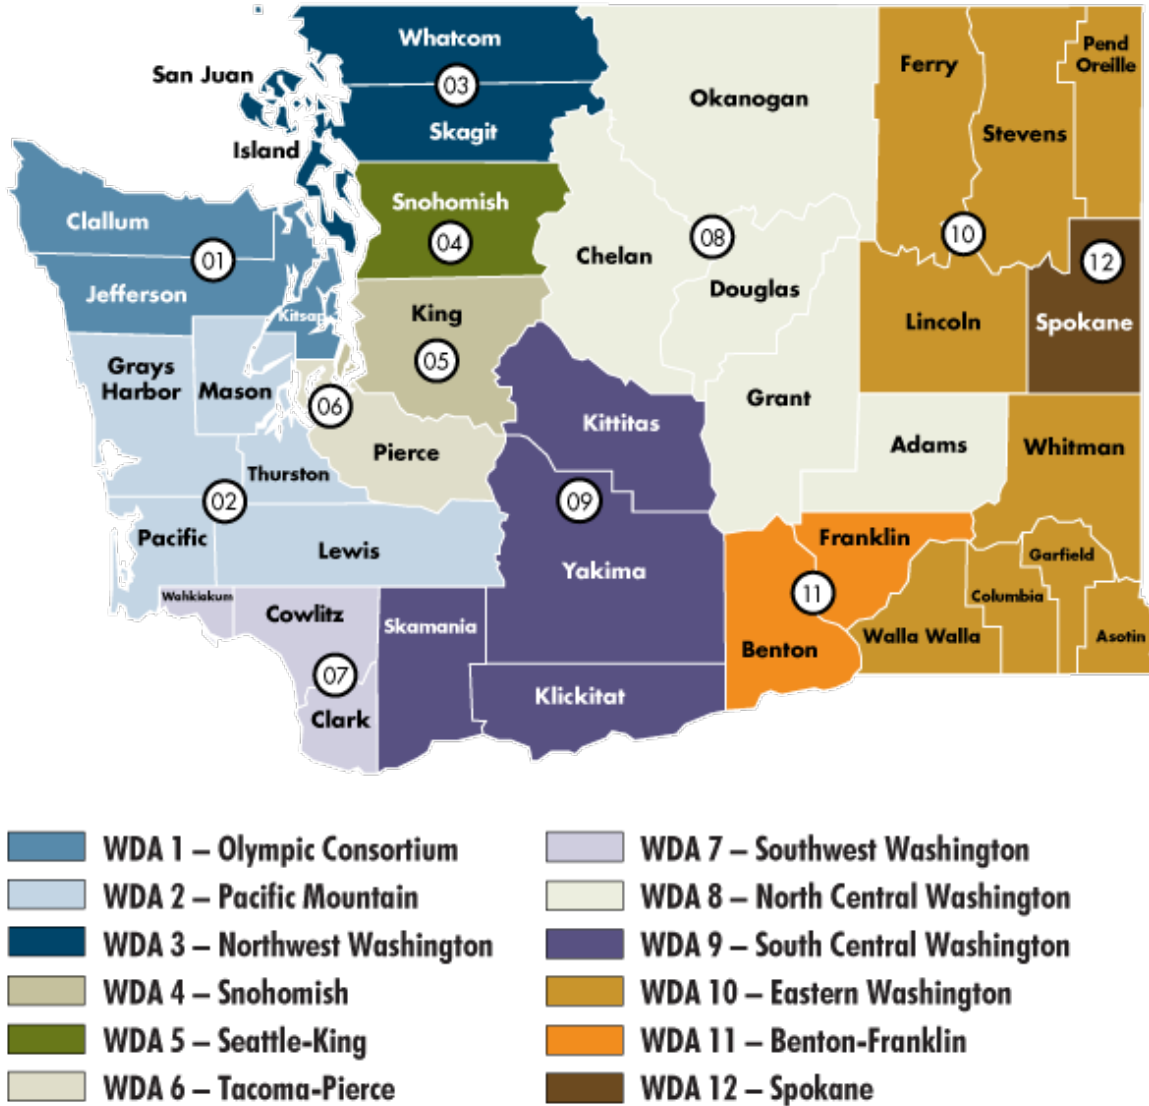 Whatcom
San Juan
03
Skagit
Island
Okanogan
Ferry
Pend
Oreille
Stevens
Clallum
01
Jefferson
Kitsap
Snohomish
04
Chelan
08
Douglas
10
12
King
05
Lincoln
Spokane
Grays
Harbor
Mason
06
Pierce
Kittitas
Grant
Adams
Whitman
Thurston
02
09
Pacific
Lewis
Yakima
Franklin
11
Benton
Garfield
Columbia
Walla Walla
Asotin
Wahkiakum
Cowlitz
Skamania
07
Clark
Klickitat
WDA 1 – Olympic Consortium
WDA 2 – Pacific Mountain
WDA 3 – Northwest Washington
WDA 4 – Snohomish
WDA 5 – Seattle-King
WDA 6 – Tacoma-Pierce
WDA 7 – Southwest Washington
WDA 8 – North Central Washington
WDA 9 – South Central Washington
WDA 10 – Eastern Washington
WDA 11 – Benton-Franklin
WDA 12 – Spokane